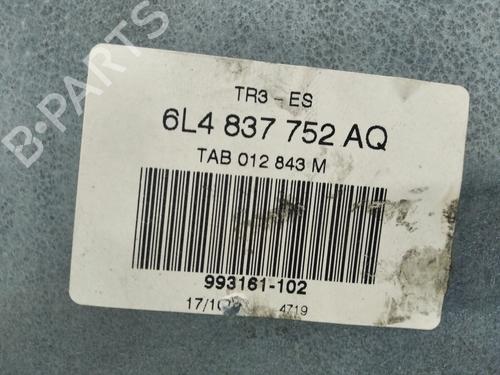 TR3 - ES
6L4 837 752 AQ
TAB 012 843 M
993161-102
4719
B-PARTS